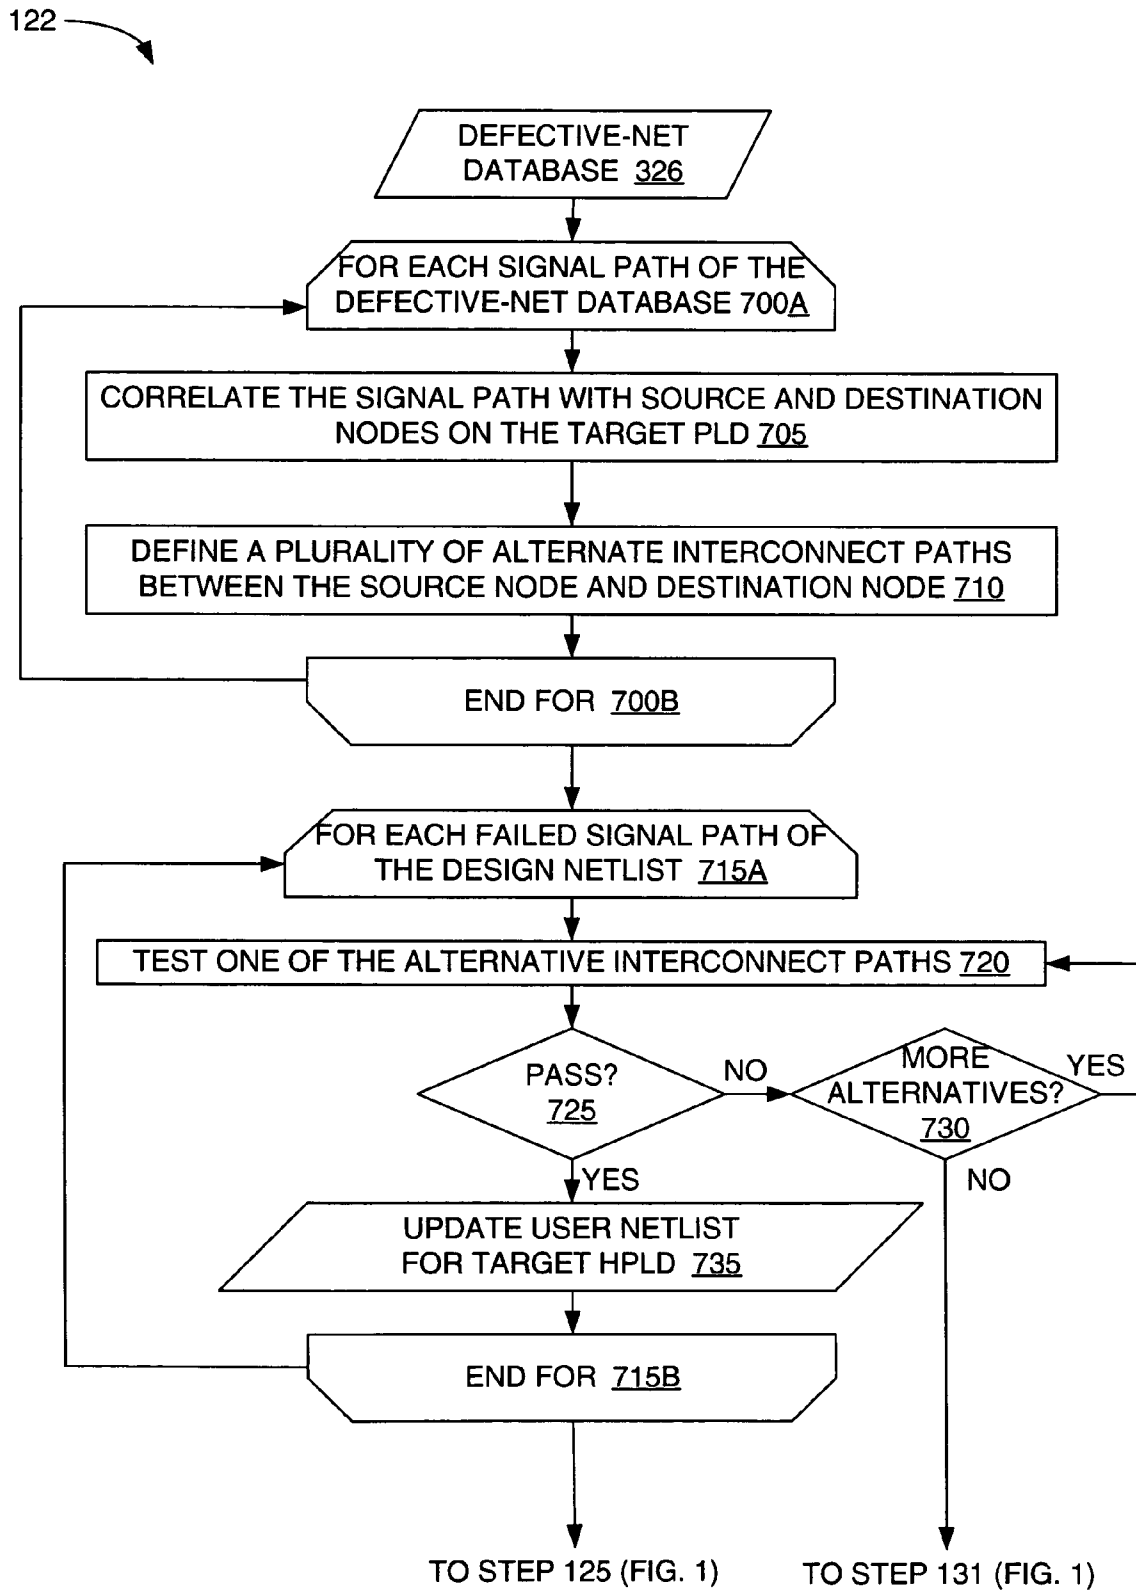 122
DEFECTIVE-NET
DATABASE 326
FOR EACH SIGNAL PATH OF THE
DEFECTIVE-NET DATABASE 700A
CORRELATE THE SIGNAL PATH WITH SOURCE AND DESTINATION
NODES ON THE TARGET PLD 705
DEFINE A PLURALITY OF ALTERNATE INTERCONNECT PATHS
BETWEEN THE SOURCE NODE AND DESTINATION NODE 710
END FOR 700B
FOR EACH FAILED SIGNAL PATH OF
THE DESIGN NETLIST 715A
TEST ONE OF THE ALTERNATIVE INTERCONNECT PATHS 720
PASS?
725
NO
MORE
ALTERNATIVES?
730
YES
YES
NO
UPDATE USER NETLIST
FOR TARGET HPLD 735
END FOR 715B
TO STEP 125 (FIG. 1)
TO STEP 131 (FIG. 1)